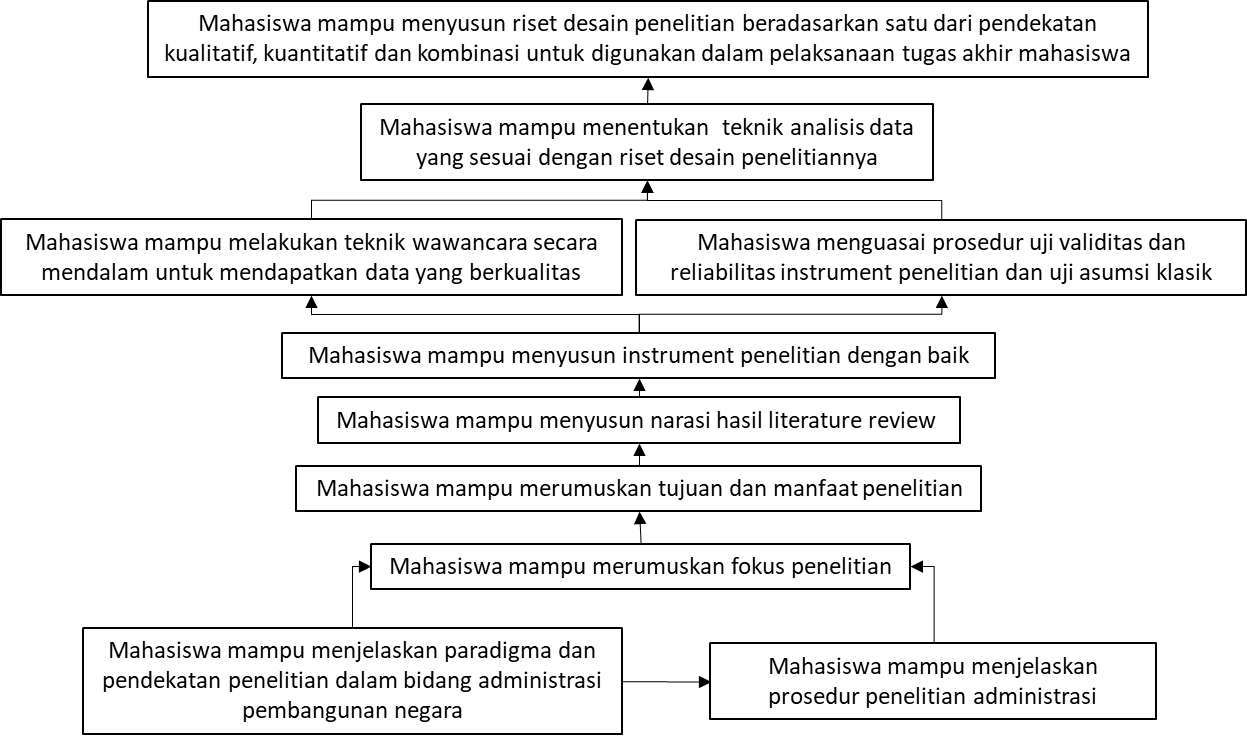 Mahasiswa mampu menyusun riset desain penelitian beradasarkan satu dari pendekatan
kualitatif, kuantitatif dan kombinasi untuk digunakan dalam pelaksanaan tugas akhir mahasiswa
Mahasiswa mampu menentukan teknik analisis data
yang sesuai dengan riset desain penelitiannya
Mahasiswa mampu melakukan teknik wawancara secara
mendalam untuk mendapatkan data yang berkualitas
Mahasiswa menguasai prosedur uji validitas dan
reliabilitas instrument penelitian dan uji asumsi klasik
Mahasiswa mampu menyusun instrument penelitian dengan baik
Mahasiswa mampu menyusun narasi hasil literature review
Mahasiswa mampu merumuskan tujuan dan manfaat penelitian
Mahasiswa mampu merumuskan fokus penelitian
Mahasiswa mampu menjelaskan paradigma dan
pendekatan penelitian dalam bidang administrasi
pembangunan negara
Mahasiswa mampu menjelaskan
prosedur penelitian administrasi